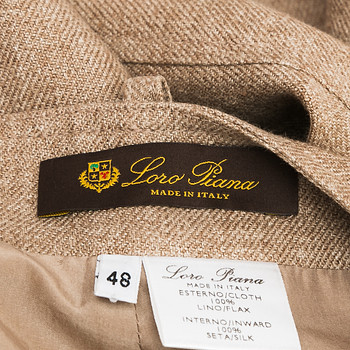 Loro Piana
MADE IN ITALY
48
Loro Piana
MADE IN ITALY
ESTERNO/CLOTH
100%
LINO/FLAX
INTERNO/INWARD
100%
SETA/SILK